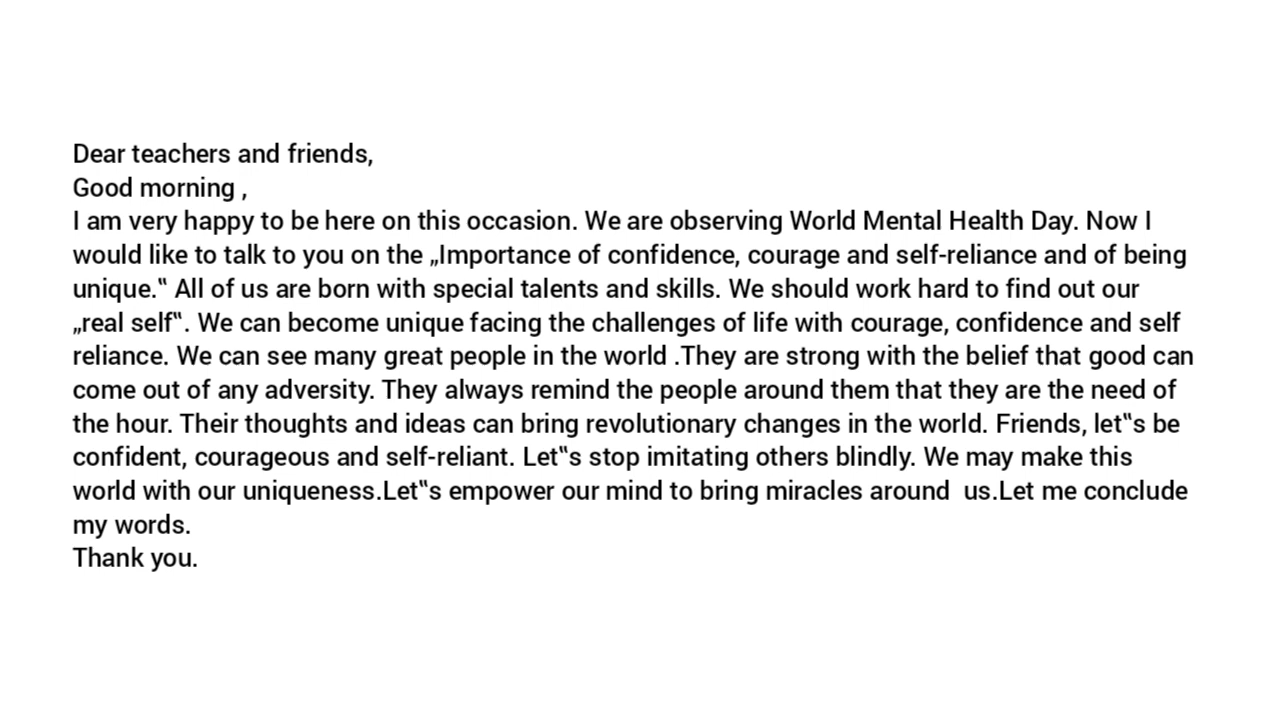 Dear teachers and friends,
Good morning ,
I am very happy to be here on this occasion. We are observing World Mental Health Day. Now I
would like to talk to you on the „Importance of confidence, courage and self-reliance and of being
unique.‟ All of us are born with special talents and skills. We should work hard to find out our
„real self‟. We can become unique facing the challenges of life with courage, confidence and self
reliance. We can see many great people in the world .They are strong with the belief that good can
come out of any adversity. They always remind the people around them that they are the need of
the hour. Their thoughts and ideas can bring revolutionary changes in the world. Friends, let‟s be
confident, courageous and self-reliant. Let‟s stop imitating others blindly. We may make this
world with our uniqueness.Let‟s empower our mind to bring miracles around  us.Let me conclude
my words.
Thank you.